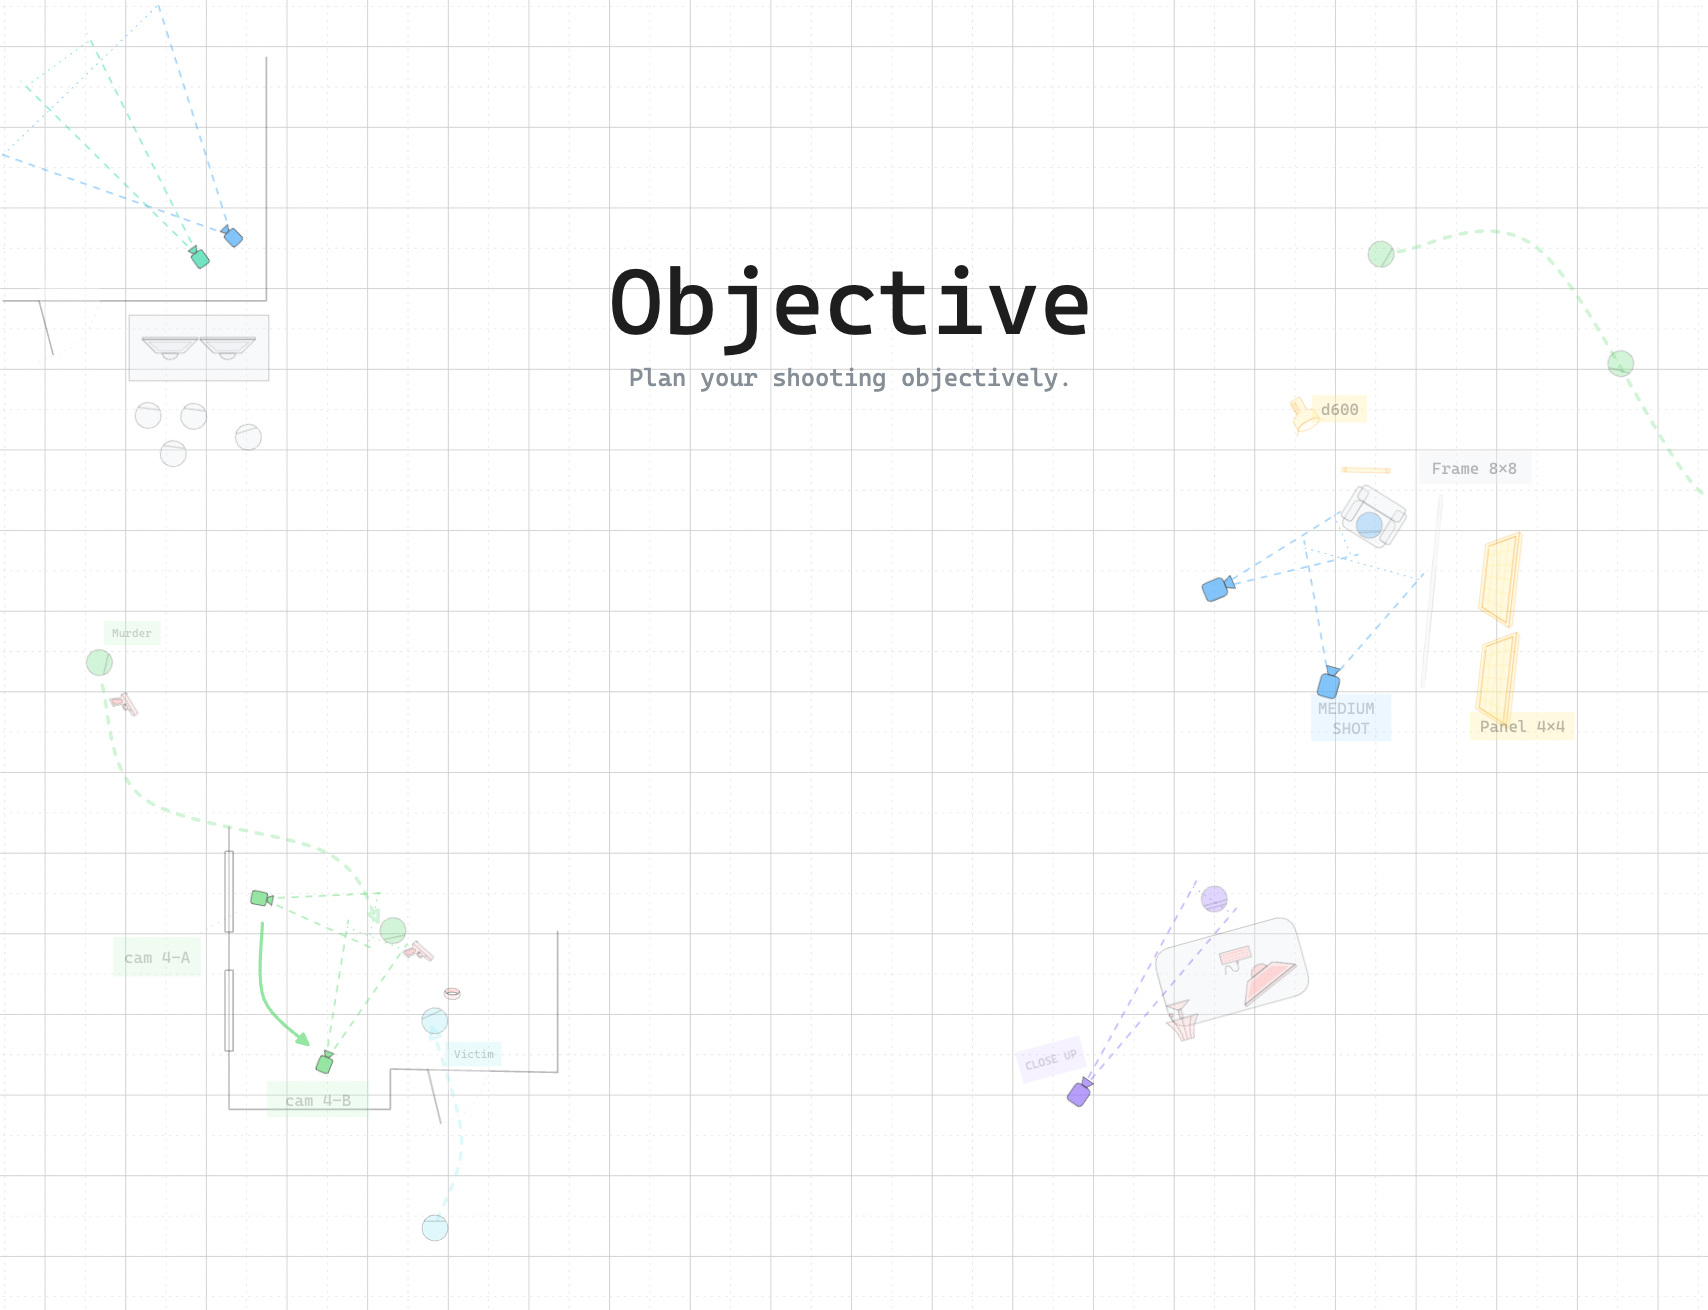 Objective
Plan your shooting objectively.
d600
Frame 8×8
Murder
MEDIUM
SHOT
Panel 4×4
cam 4-A
Victim
CLOSE UP
cam 4-B